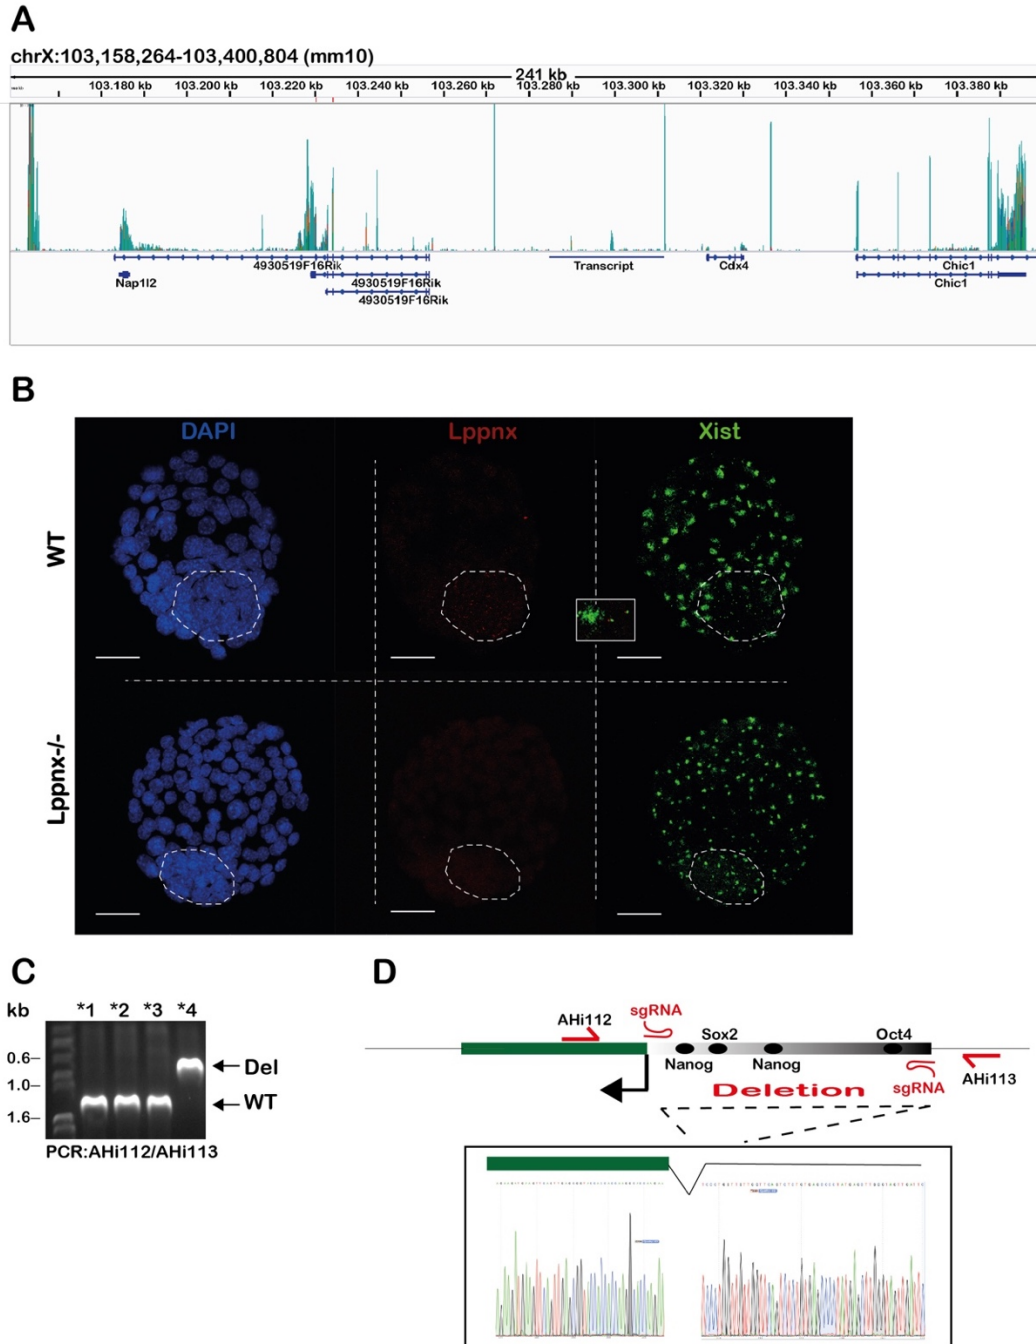 A
chrX:103,158,264-103,400,804 (mm10)
241 kb
103.180 kb 103.200 kb 103.220 kb 103.240 kb 103.260 kb 103.280 kb 103.300 kb 103.320 kb 103.340 kb 103.360 kb 103.380 kb
4930519F16Rik Transcript Cdx4 Chic1
Nap1l2 4930519F16Rik Chic1
4930519F16Rik
B
DAPI Lppnx Xist
WT
Lppnx-/-
C
kb *1 *2 *3 *4
0.6 Del
1.0 WT
1.6
PCR:AHi112/AHi113
D
AHi112 sgRNA Sox2 Oct4
Nanog Nanog
Deletion sgRNA AHi113